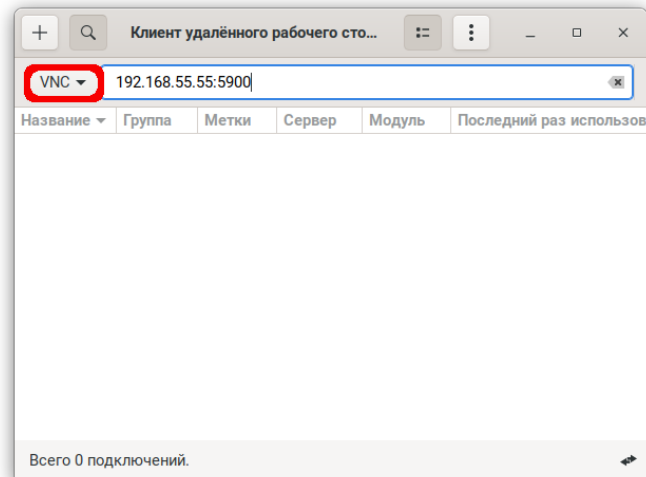 Клиент удалённого рабочего сто...
VNC 192.168.55.55:5900
Название Группа Метки Сервер Модуль Последний раз использов
Всего 0 подключений.